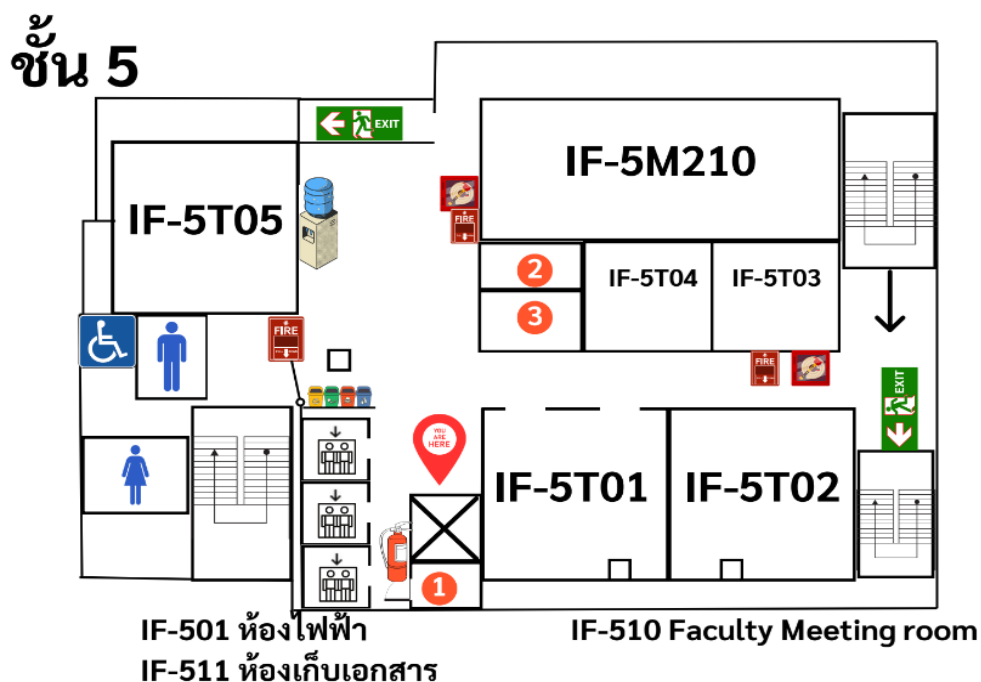 ชั้น 5
EXIT
IF-5M210
IF-5T05
FIRE
2
IF-5T04
IF-5T03
3
FIRE
FIRE
EXIT
YOU
ARE
HERE
IF-5T01
IF-5T02
1
IF-501 ห้องไฟฟ้า
IF-510 Faculty Meeting room
IF-511 ห้องเก็บเอกสาร